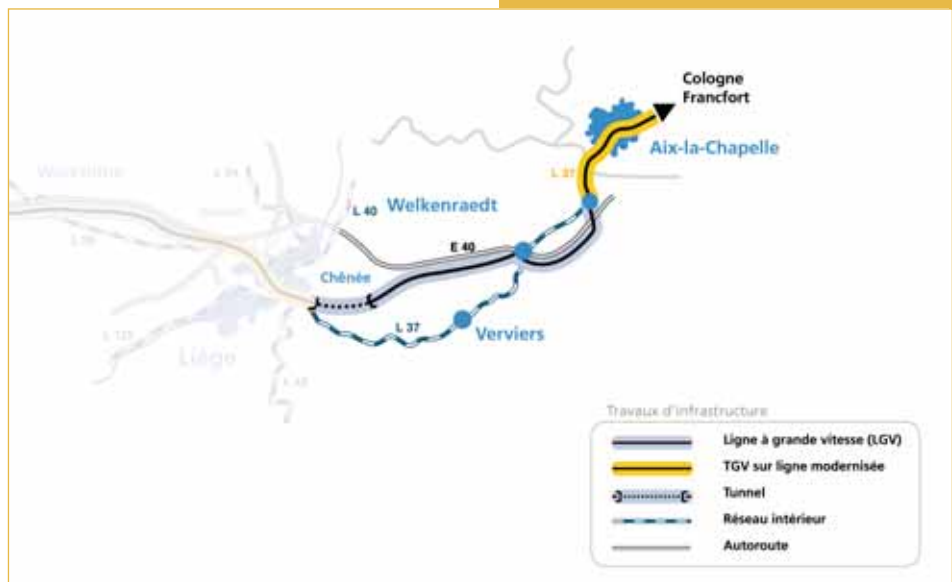 Cologne
Francfort
Aix-la-Chapelle
L 37
L 40
Welkenraedt
E 40
Chênée
L 37
Verviers
Liège
Travaux d'infrastructure
Ligne à grande vitesse (LGV)
TGV sur ligne modernisée
Tunnel
Réseau intérieur
Autoroute